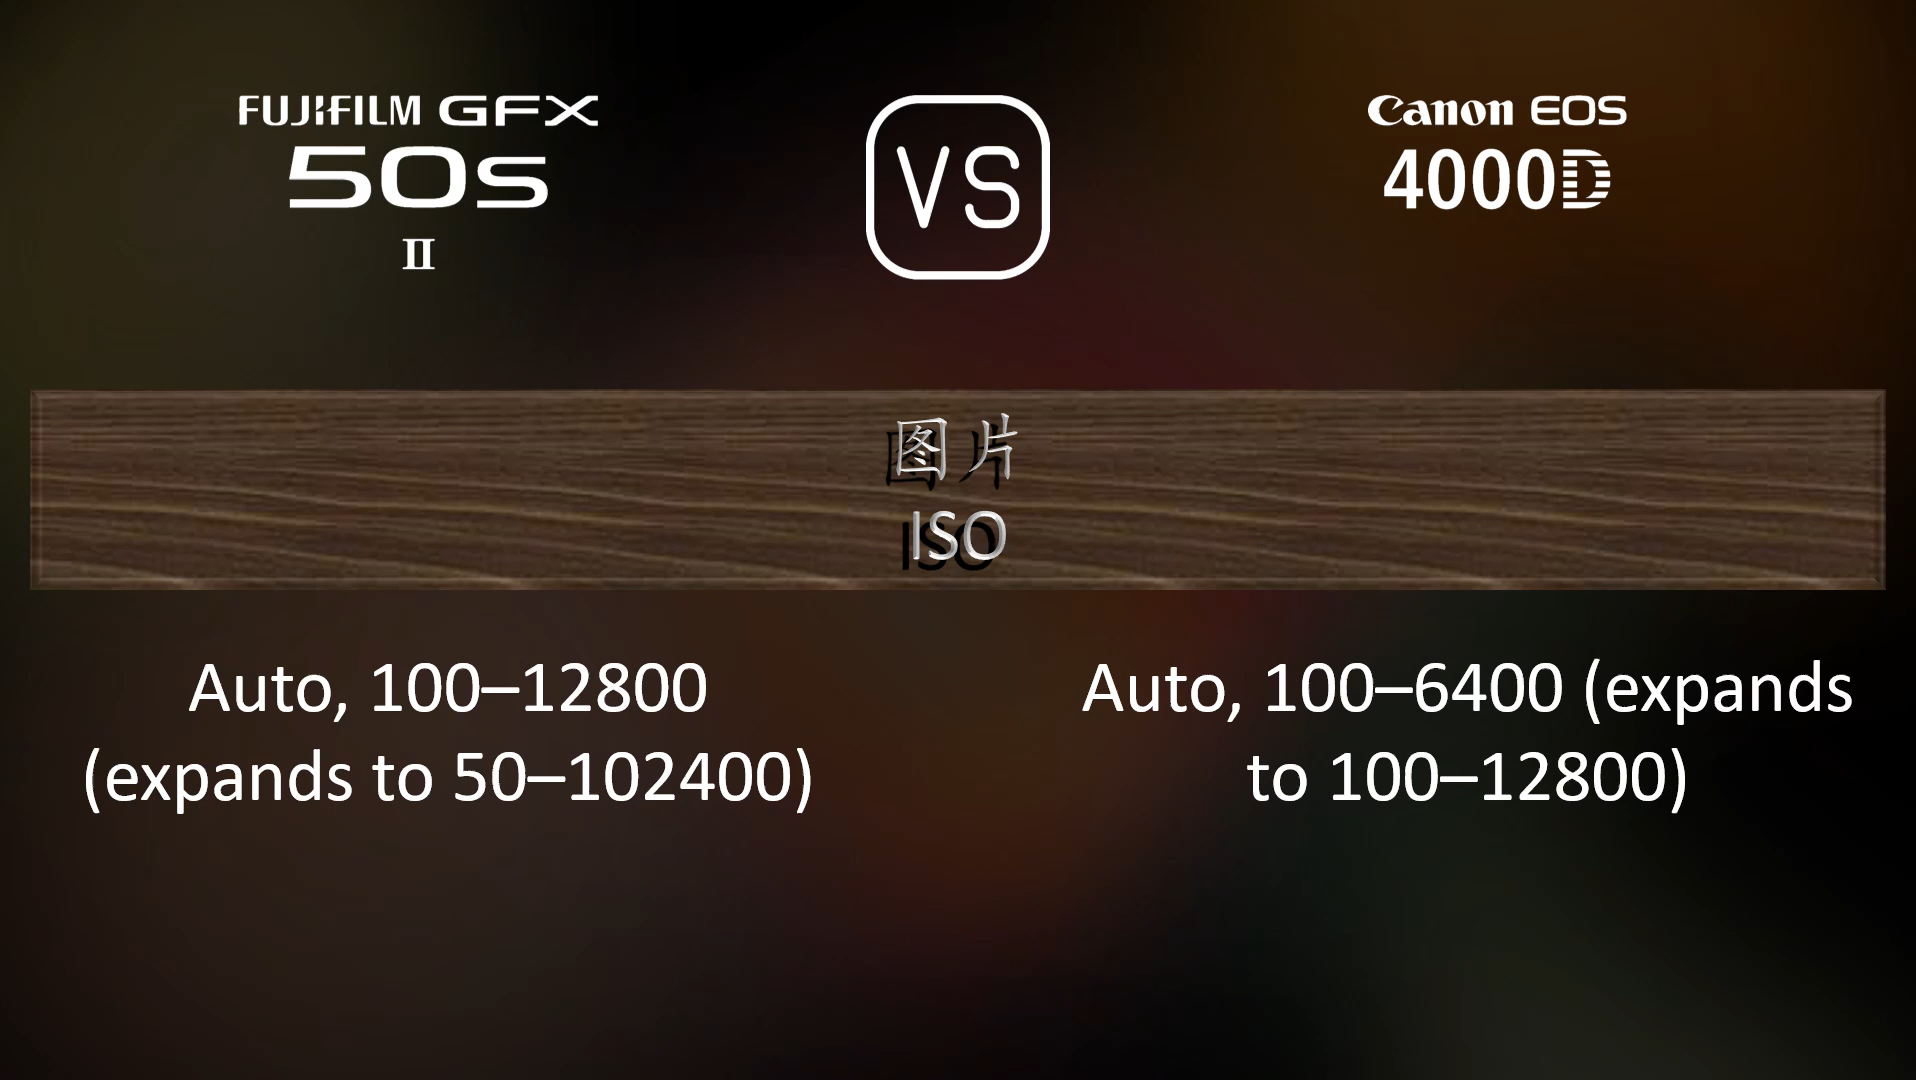 FUJIFILM GFX
50S
II
VS
Canon EOS
4000D
图片
ISO
Auto, 100–12800
(expands to 50–102400)
Auto, 100–6400 (expands
to 100–12800)